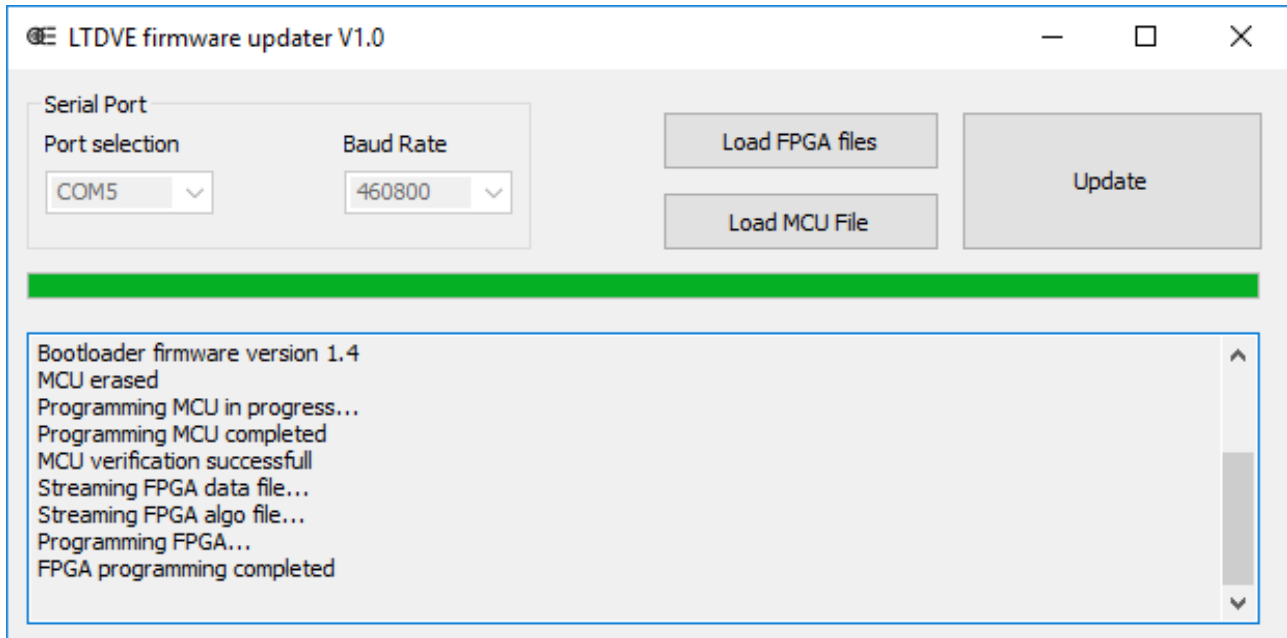 LTDVE firmware updater V1.0
Serial Port
Port selection
Baud Rate
COM5
460800
Load FPGA files
Load MCU File
Update
Bootloader firmware version 1.4
MCU erased
Programming MCU in progress...
Programming MCU completed
MCU verification successfull
Streaming FPGA data file...
Streaming FPGA algo file...
Programming FPGA...
FPGA programming completed